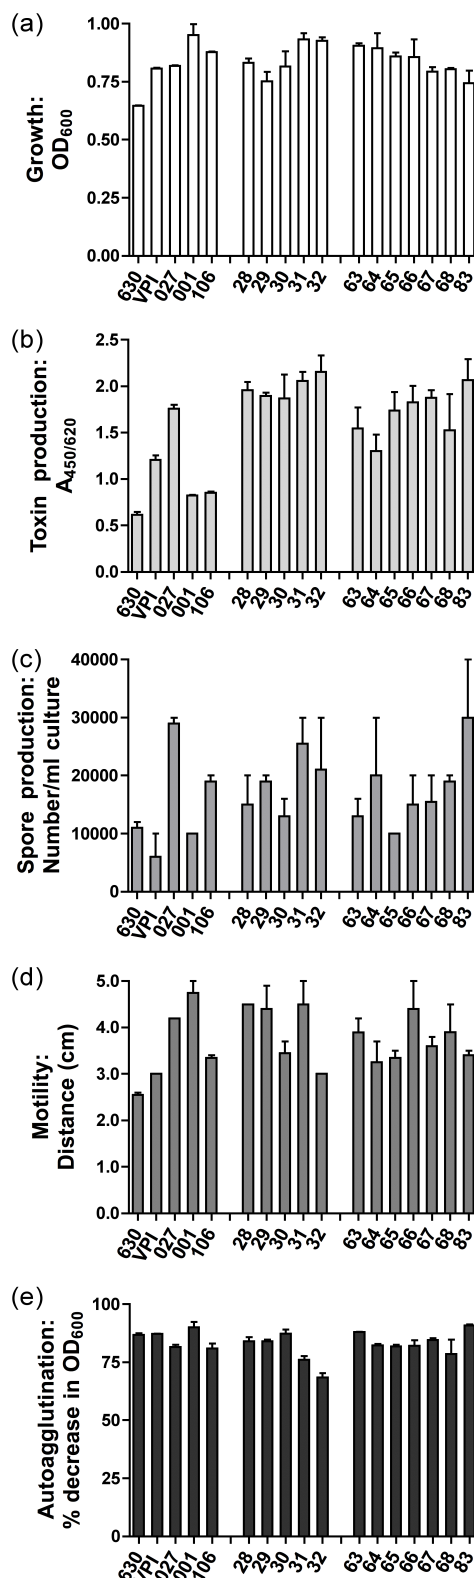 (a)
Growth:
OD600
1.00
0.75
0.50
0.25
0.00
630 VPI 027 001 106 28 29 30 31 32 63 64 65 66 67 68 83
(b)
Toxin production:
A450/620
2.5
2.0
1.5
1.0
0.5
0.0
630 VPI 027 001 106 28 29 30 31 32 63 64 65 66 67 68 83
(c)
Spore production:
Number/ml culture
40000
30000
20000
10000
0
630 VPI 027 001 106 28 29 30 31 32 63 64 65 66 67 68 83
(d)
Motility:
Distance (cm)
5.0
4.0
3.0
2.0
1.0
0.0
630 VPI 027 001 106 28 29 30 31 32 63 64 65 66 67 68 83
(e)
Autoagglutination:
% decrease in OD600
100
75
50
25
0
630 VPI 027 001 106 28 29 30 31 32 63 64 65 66 67 68 83